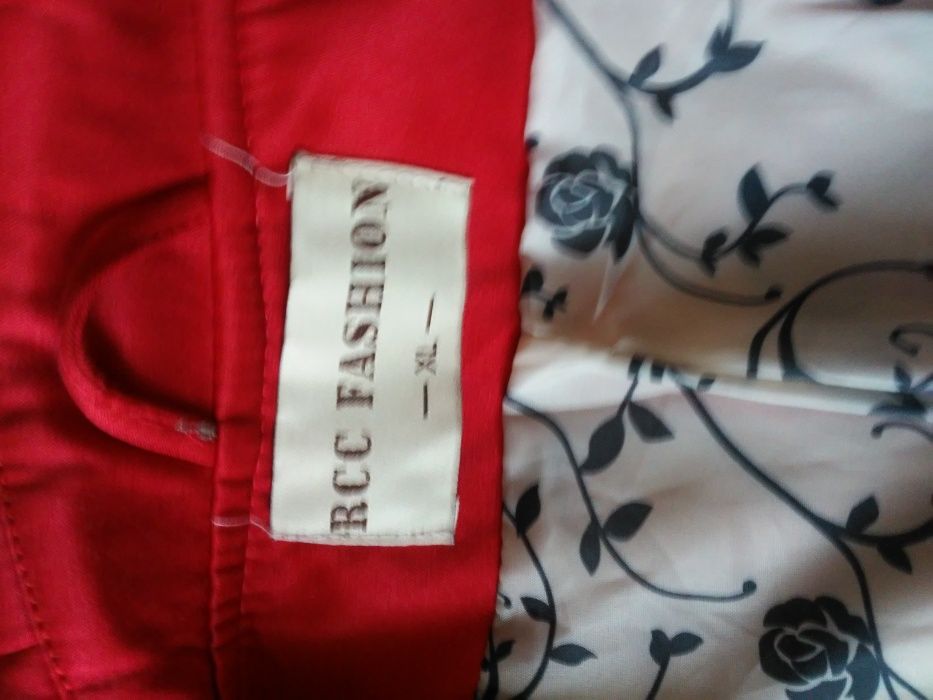 RCC FASHION
— XL —